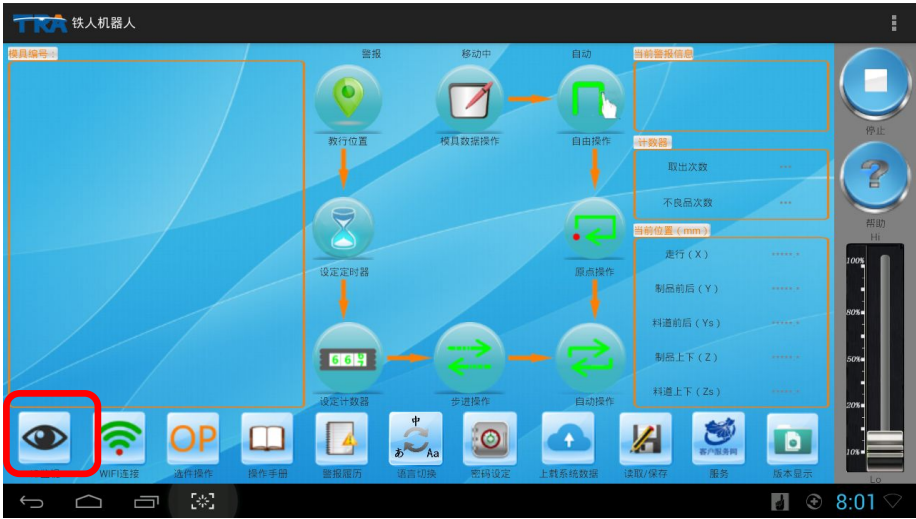 TRA 铁人机器人
模具编号：
警报 移动中 自动
当前警报信息
教行位置 模具数据操作 自由操作
停止
计数器
取出次数 ---
不良品次数 ---
帮助
当前位置（mm）
Hi
走行（X） ----- -
设定定时器 原点操作
制品前后（Y） ----- -
100%
料道前后（Ys） ----- -
80%
制品上下（Z） ----- -
50%
料道上下（Zs） ----- -
20%
设定计数器 步进操作 自动操作
OP
中
あ Aa
客户服务网
10%
WIFI连接 选件操作 操作手册 警报履历 语言切换 密码设定 上载系统数据 读取/保存 服务 版本显示
Lo
8:01